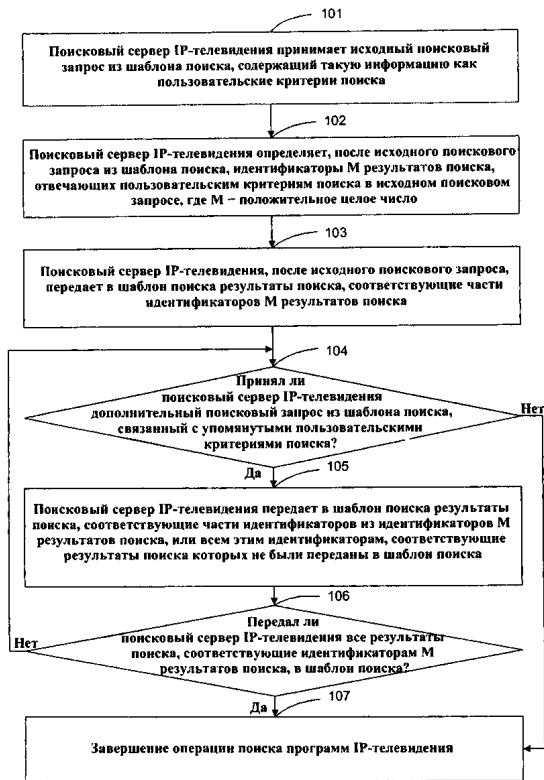 101
Поисковый сервер IP-телевидения принимает исходный поисковый
запрос из шаблона поиска, содержащий такую информацию как
пользовательские критерии поиска
102
Поисковый сервер IP-телевидения определяет, после исходного поискового
запроса из шаблона поиска, идентификаторы M результатов поиска,
отвечающих пользовательским критериям поиска в исходном поисковом
запросе, где M – положительное целое число
103
Поисковый сервер IP-телевидения, после исходного поискового запроса,
передает в шаблон поиска результаты поиска, соответствующие части
идентификаторов M результатов поиска
104
Принял ли
поисковый сервер IP-телевидения
дополнительный поисковый запрос из шаблона поиска,
связанный с упомянутыми пользовательскими
критериями поиска?
Нет
Да
105
Поисковый сервер IP-телевидения передает в шаблон поиска результаты
поиска, соответствующие части идентификаторов из идентификаторов M
результатов поиска, или всем этим идентификаторам, соответствующие
результаты поиска которых не были переданы в шаблон поиска
106
Передал ли
поисковый сервер IP-телевидения все результаты
поиска, соответствующие идентификаторам M
результатов поиска, в шаблон поиска?
Нет
Да
107
Завершение операции поиска программ IP-телевидения